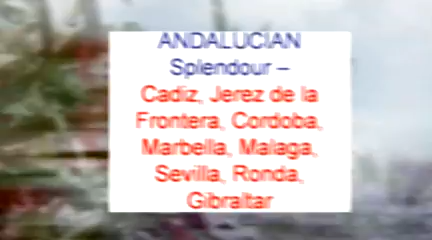 ANDALUCIAN
Splendour –
Cadiz, Jerez de la
Frontera, Cordoba,
Marbella, Malaga,
Sevilla, Ronda,
Gibraltar